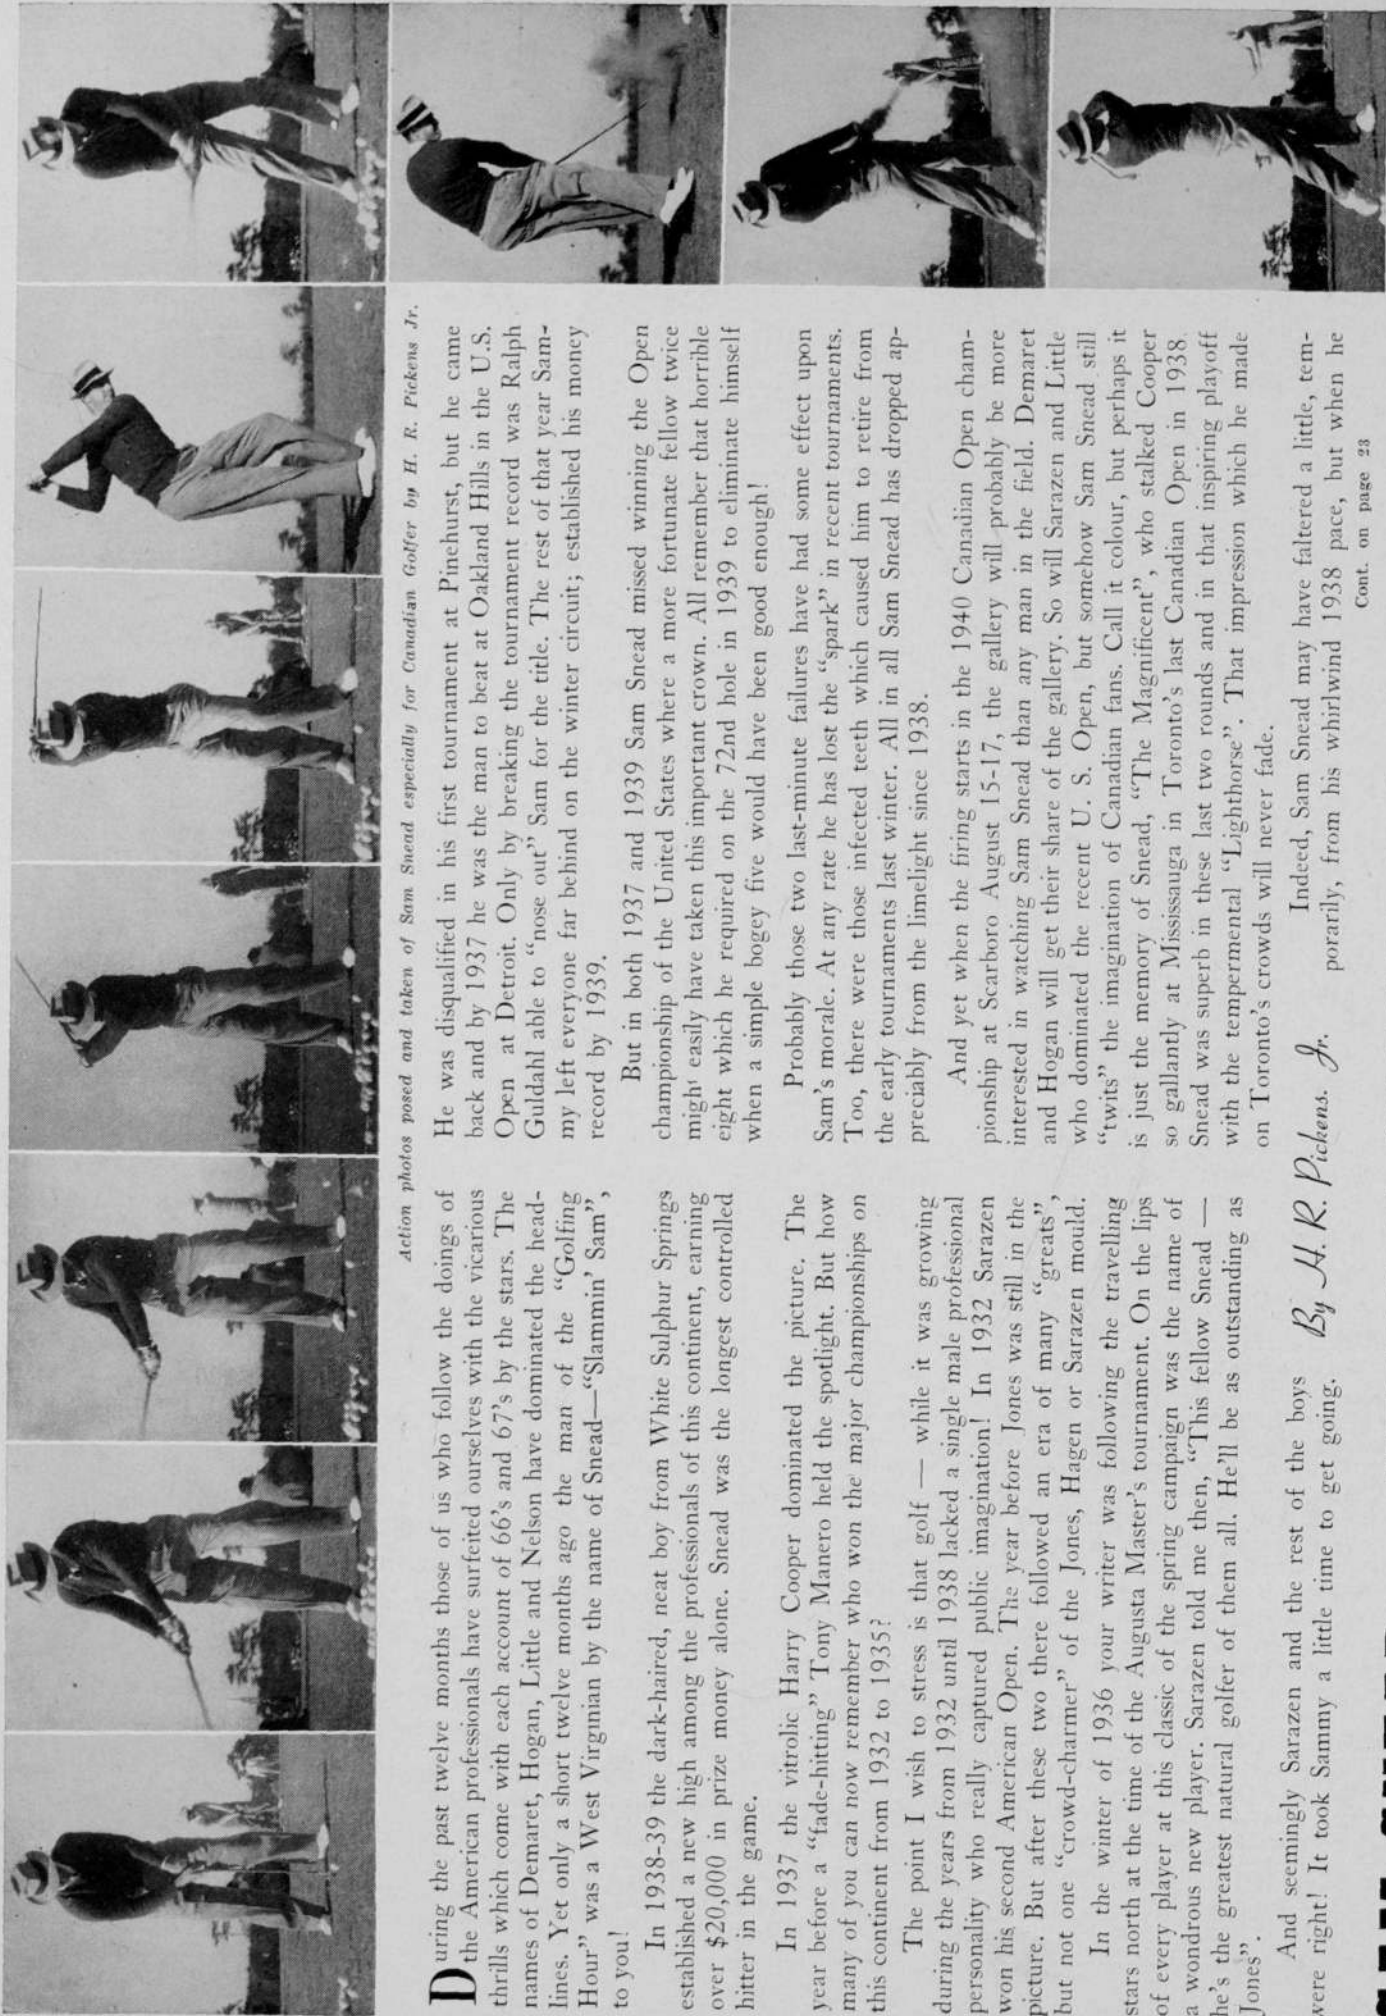 Action photos posed and taken of Sam Snead especially for Canadian Golfer by H. R. Pickens Jr.
During the past twelve months those of us who follow the doings of
the American professionals have surfeited ourselves with the vicarious
thrills which come with each account of 66's and 67's by the stars. The
names of Demaret, Hogan, Little and Nelson have dominated the head-
lines. Yet only a short twelve months ago the man of the "Golfing
Hour" was a West Virginian by the name of Snead—"Slammin' Sam",
to you!
In 1938-39 the dark-haired, neat boy from White Sulphur Springs
established a new high among the professionals of this continent, earning
over $20,000 in prize money alone. Snead was the longest controlled
hitter in the game.
In 1937 the vitrolic Harry Cooper dominated the picture. The
year before a "fade-hitting" Tony Manero held the spotlight. But how
many of you can now remember who won the major championships on
this continent from 1932 to 1935?
The point I wish to stress is that golf — while it was growing
during the years from 1932 until 1938 lacked a single male professional
personality who really captured public imagination! In 1932 Sarazen
won his second American Open. The year before Jones was still in the
picture. But after these two there followed an era of many "greats",
but not one "crowd-charmer" of the Jones, Hagen or Sarazen mould.
In the winter of 1936 your writer was following the travelling
stars north at the time of the Augusta Master's tournament. On the lips
of every player at this classic of the spring campaign was the name of
a wondrous new player. Sarazen told me then, "This fellow Snead —
he's the greatest natural golfer of them all. He'll be as outstanding as
Jones".
And seemingly Sarazen and the rest of the boys
were right! It took Sammy a little time to get going.
By H. R. Pickens. Jr.
He was disqualified in his first tournament at Pinehurst, but he came
back and by 1937 he was the man to beat at Oakland Hills in the U.S.
Open at Detroit. Only by breaking the tournament record was Ralph
Guldahl able to "nose out" Sam for the title. The rest of that year Sam-
my left everyone far behind on the winter circuit; established his money
record by 1939.
But in both 1937 and 1939 Sam Snead missed winning the Open
championship of the United States where a more fortunate fellow twice
might easily have taken this important crown. All remember that horrible
eight which he required on the 72nd hole in 1939 to eliminate himself
when a simple bogey five would have been good enough!
Probably those two last-minute failures have had some effect upon
Sam's morale. At any rate he has lost the "spark" in recent tournaments.
Too, there were those infected teeth which caused him to retire from
the early tournaments last winter. All in all Sam Snead has dropped ap-
preciably from the limelight since 1938.
And yet when the firing starts in the 1940 Canadian Open cham-
pionship at Scarboro August 15-17, the gallery will probably be more
interested in watching Sam Snead than any man in the field. Demaret
and Hogan will get their share of the gallery. So will Sarazen and Little
who dominated the recent U. S. Open, but somehow Sam Snead still
"twits" the imagination of Canadian fans. Call it colour, but perhaps it
is just the memory of Snead, "The Magnificent", who stalked Cooper
so gallantly at Mississauga in Toronto's last Canadian Open in 1938.
Snead was superb in these last two rounds and in that inspiring playoff
with the tempermental "Lighthorse". That impression which he made
on Toronto's crowds will never fade.
Indeed, Sam Snead may have faltered a little, tem-
porarily, from his whirlwind 1938 pace, but when he
Cont. on page 23